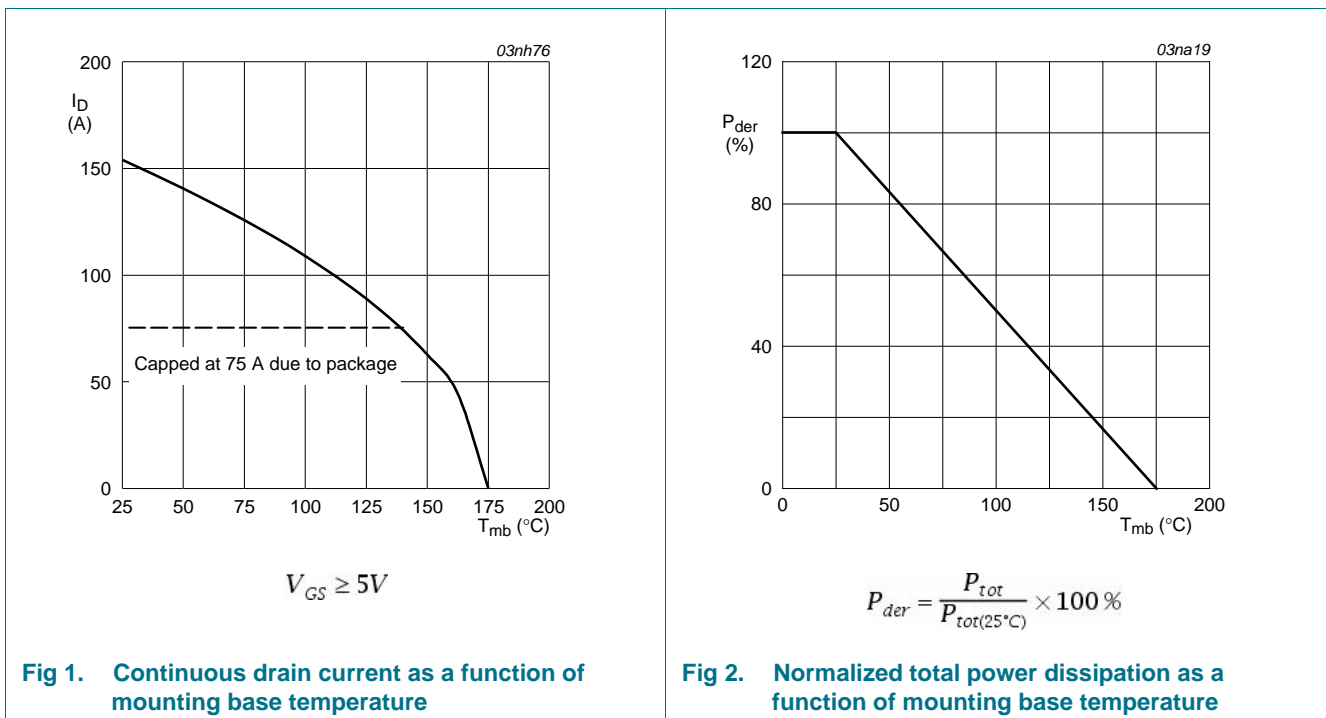 03nh76
200
I_D
(A)
150
100
Capped at 75 A due to package
50
0
25 50 75 100 125 150 175 200
T_mb (°C)
V_GS ≥ 5V
Fig 1. Continuous drain current as a function of
mounting base temperature
03na19
120
P_der
(%)
80
40
0
0 50 100 150 200
T_mb (°C)
P_der = P_tot / P_tot(25°C) × 100 %
Fig 2. Normalized total power dissipation as a
function of mounting base temperature